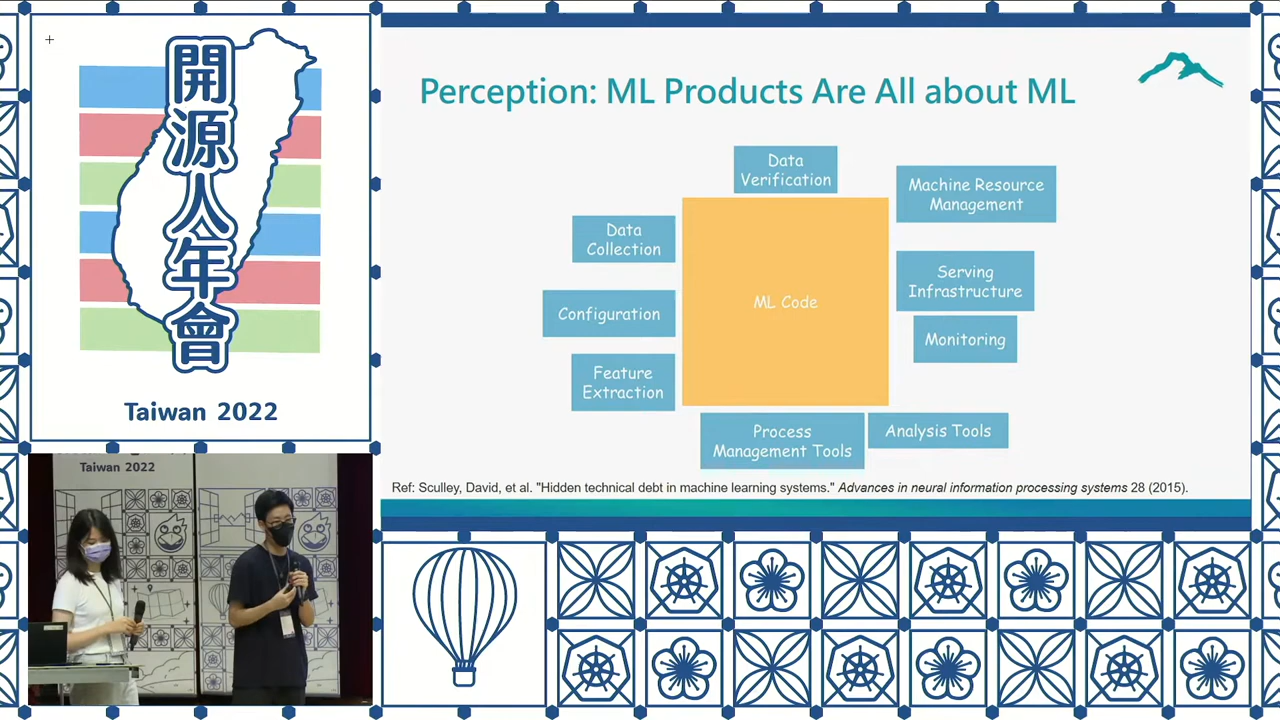 開源人年會
Taiwan 2022
Perception: ML Products Are All about ML
Data
Verification
Machine Resource
Management
Data
Collection
Serving
Infrastructure
ML Code
Configuration
Monitoring
Feature
Extraction
Process
Management Tools
Analysis Tools
Ref: Sculley, David, et al. "Hidden technical debt in machine learning systems." Advances in neural information processing systems 28 (2015).
Taiwan 2022